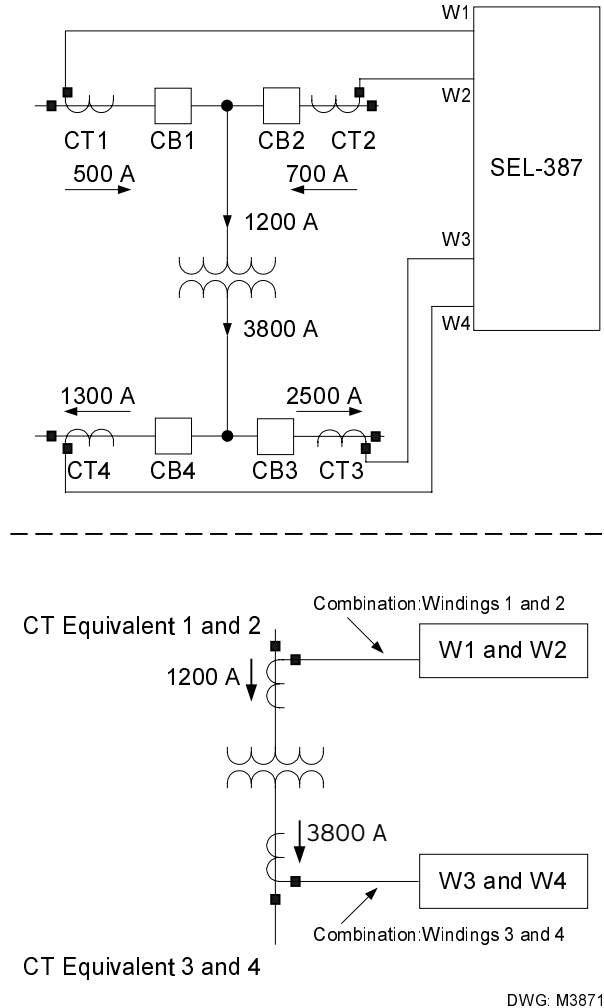 W1
W2
SEL-387
CT1 CB1 CB2 CT2
500 A 700 A
1200 A
W3
W4
3800 A
1300 A 2500 A
CT4 CB4 CB3 CT3
Combination:Windings 1 and 2
CT Equivalent 1 and 2
W1 and W2
1200 A
3800 A
W3 and W4
Combination:Windings 3 and 4
CT Equivalent 3 and 4
DWG: M3871